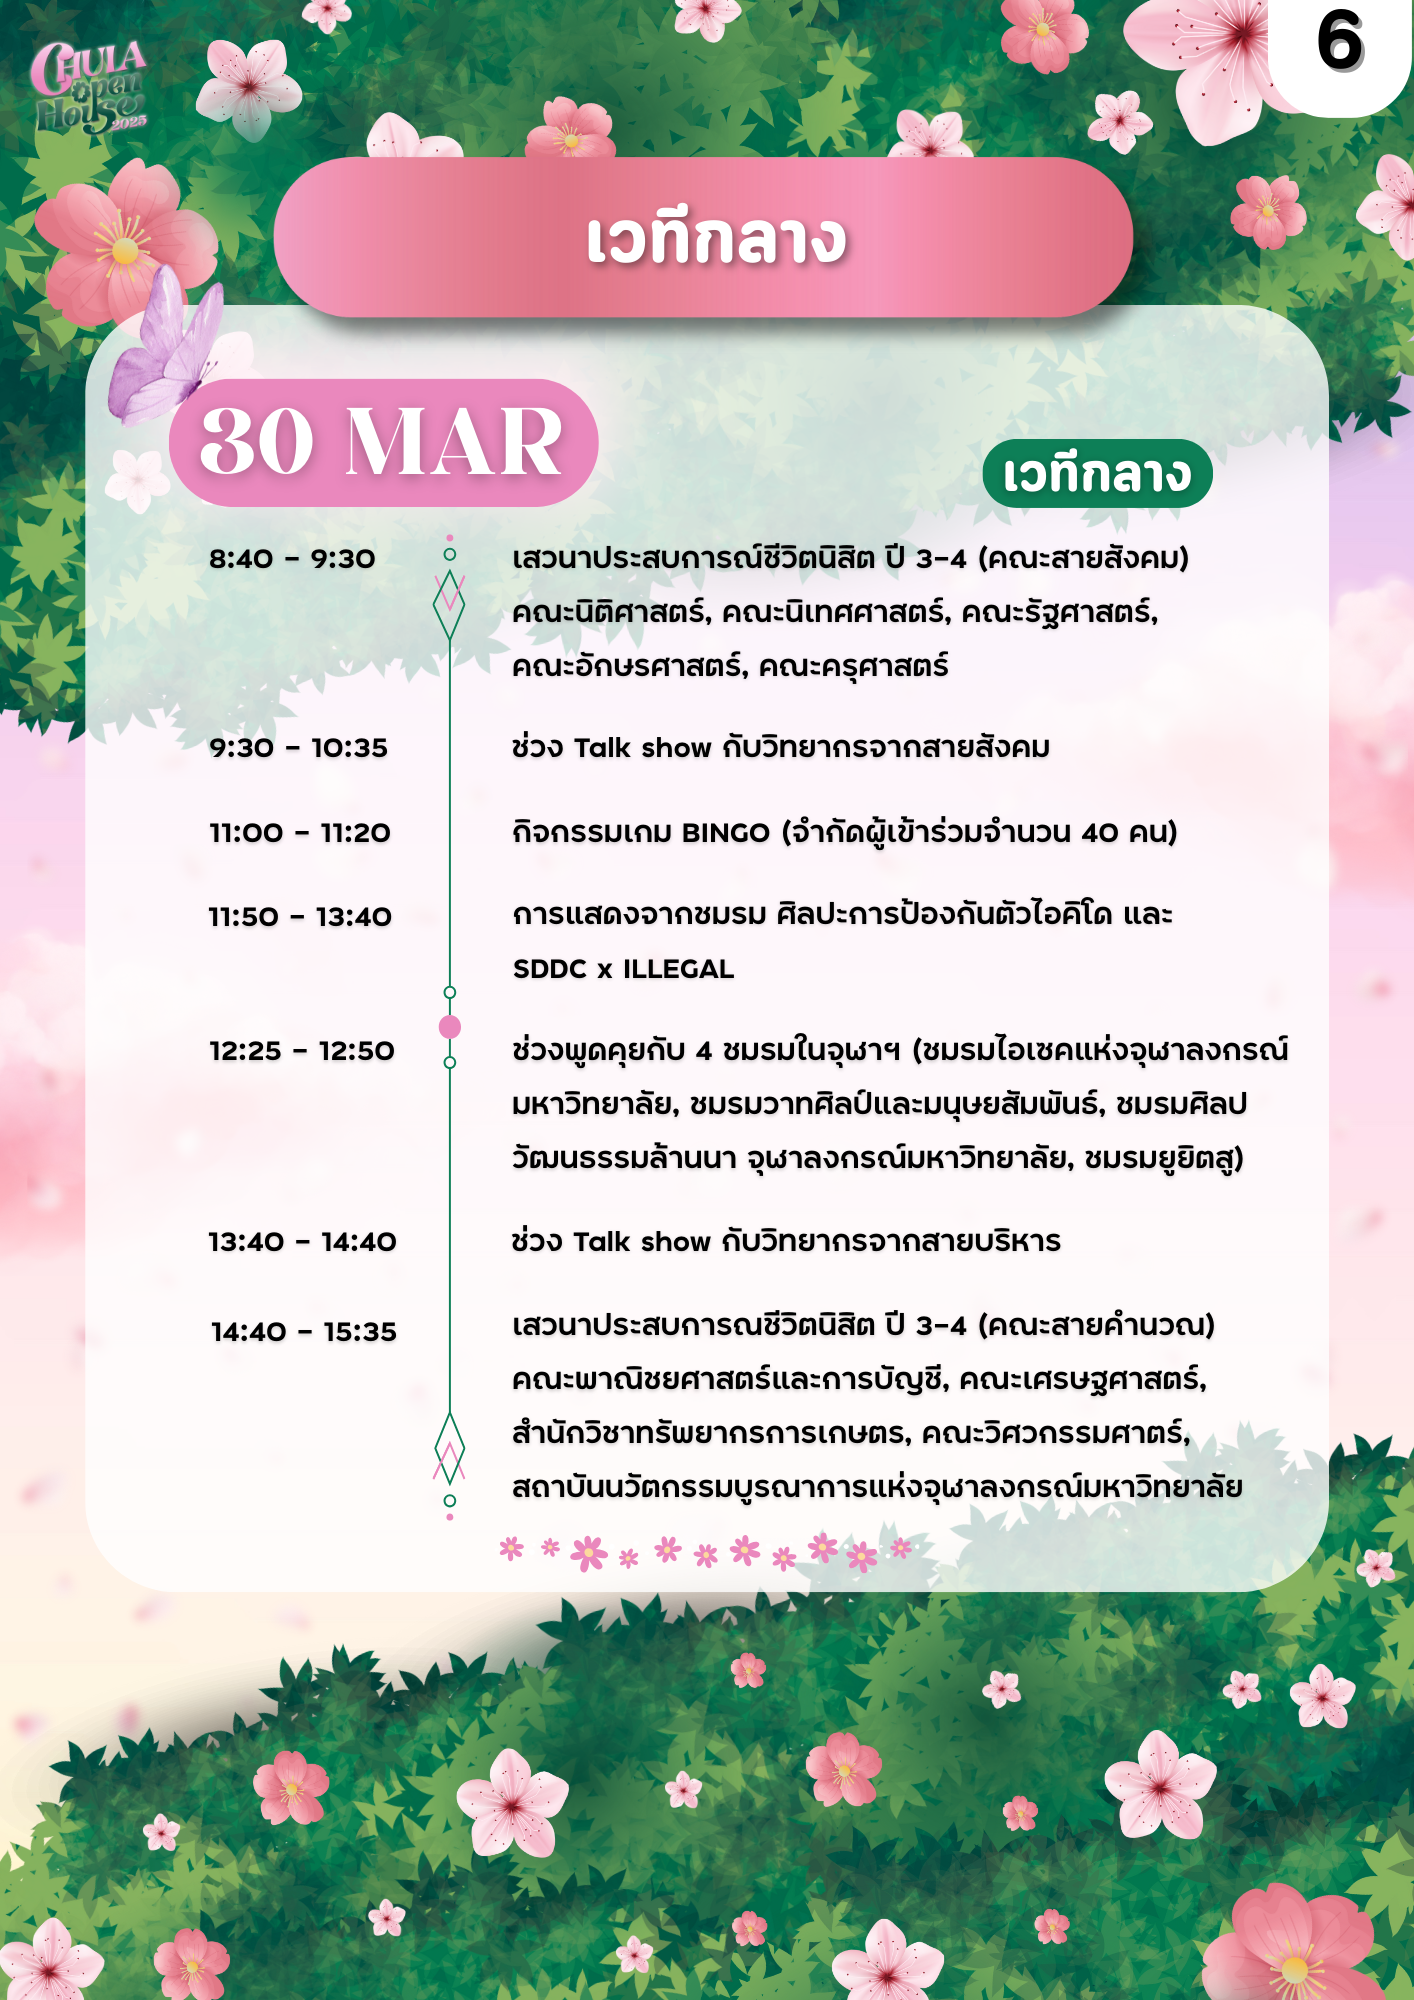 CHULA
open
House
2025
6
เวทีกลาง
30 MAR
เวทีกลาง
8:40 - 9:30
เสวนาประสบการณ์ชีวิตนิสิต ปี 3-4 (คณะสายสังคม)
คณะนิติศาสตร์, คณะนิเทศศาสตร์, คณะรัฐศาสตร์,
คณะอักษรศาสตร์, คณะครุศาสตร์
9:30 - 10:35
ช่วง Talk show กับวิทยากรจากสายสังคม
11:00 - 11:20
กิจกรรมเกม BINGO (จำกัดผู้เข้าร่วมจำนวน 40 คน)
11:50 - 13:40
การแสดงจากชมรม ศิลปะการป้องกันตัวไอคิโด และ
SDDC x ILLEGAL
12:25 - 12:50
ช่วงพูดคุยกับ 4 ชมรมในจุฬาฯ (ชมรมไอเซคแห่งจุฬาลงกรณ์
มหาวิทยาลัย, ชมรมวาทศิลป์และมนุษยสัมพันธ์, ชมรมศิลป
วัฒนธรรมล้านนา จุฬาลงกรณ์มหาวิทยาลัย, ชมรมยูยิตสู)
13:40 - 14:40
ช่วง Talk show กับวิทยากรจากสายบริหาร
14:40 - 15:35
เสวนาประสบการณชีวิตนิสิต ปี 3-4 (คณะสายคำนวณ)
คณะพาณิชยศาสตร์และการบัญชี, คณะเศรษฐศาสตร์,
สำนักวิชาทรัพยากรการเกษตร, คณะวิศวกรรมศาตร์,
สถาบันนวัตกรรมบูรณาการแห่งจุฬาลงกรณ์มหาวิทยาลัย